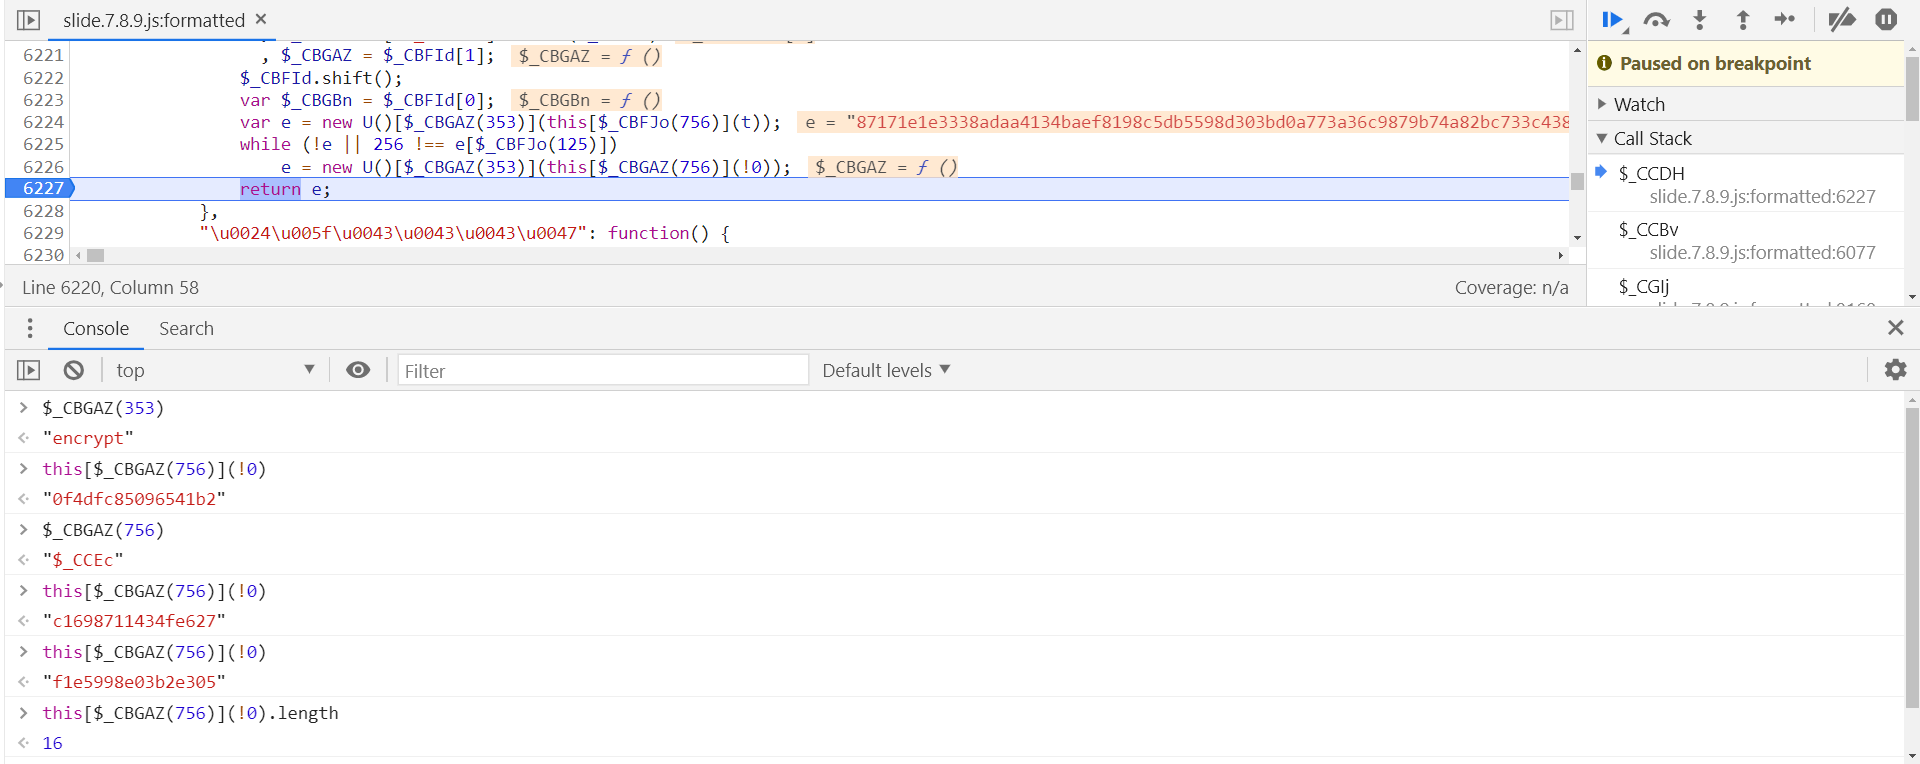 slide.7.8.9.js:formatted ×
6221 , $_CBGAZ = $_CBFId[1]; $_CBGAZ = ƒ ()
6222 $_CBFId.shift();
6223 var $_CBGBn = $_CBFId[0]; $_CBGBn = ƒ ()
6224 var e = new U()[$_CBGAZ(353)](this[$_CBFJo(756)](t)); e = "87171e1e3338adaa4134baef8198c5db5598d303bd0a773a36c9879b74a82bc733c438
6225 while (!e || 256 !== e[$_CBFJo(125)])
6226 e = new U()[$_CBGAZ(353)](this[$_CBGAZ(756)](!0)); $_CBGAZ = ƒ ()
6227 return e;
6228 },
6229 "\u0024\u005f\u0043\u0043\u0043\u0047": function() {
6230
Line 6220, Column 58
Coverage: n/a
Paused on breakpoint
Watch
Call Stack
$_CCDH
slide.7.8.9.js:formatted:6227
$_CCBv
slide.7.8.9.js:formatted:6077
$_CGIj
Console Search
top Filter Default levels
> $_CBGAZ(353)
"encrypt"
> this[$_CBGAZ(756)](!0)
"0f4dfc85096541b2"
> $_CBGAZ(756)
"$_CCEc"
> this[$_CBGAZ(756)](!0)
"c1698711434fe627"
> this[$_CBGAZ(756)](!0)
"f1e5998e03b2e305"
> this[$_CBGAZ(756)](!0).length
16